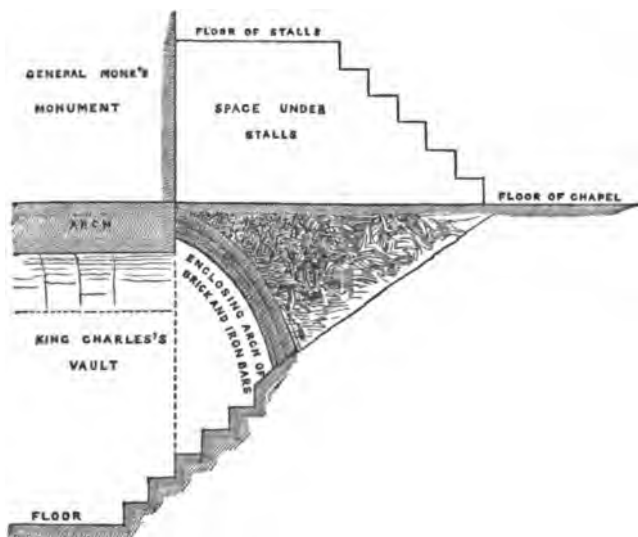 FLOOR OF STALLS
GENERAL MONK'S
MONUMENT
SPACE UNDER
STALLS
FLOOR OF CHAPEL
ARCH
ENCLOSING ARCH OF
BRICK AND IRON BARS
KING CHARLES'S
VAULT
FLOOR